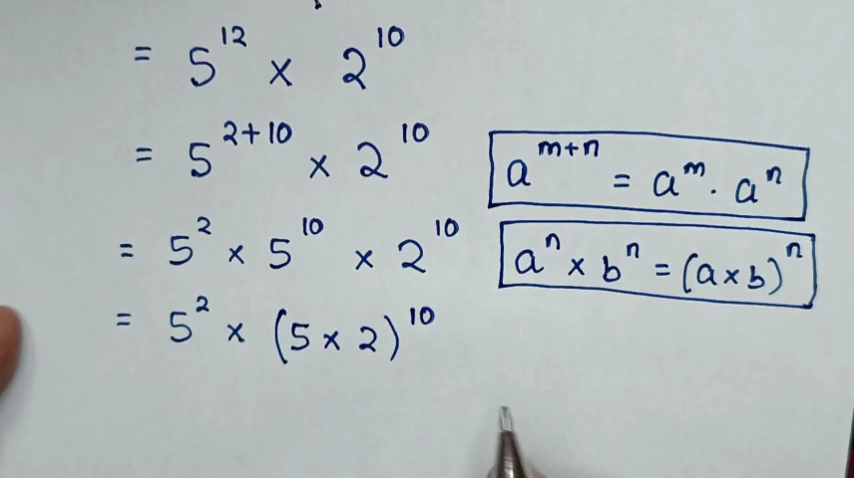 = 5^12 × 2^10
= 5^2+10 × 2^10
a^m+n = a^m · a^n
= 5^2 × 5^10 × 2^10
a^n × b^n = (a×b)^n
= 5^2 × (5 × 2)^10